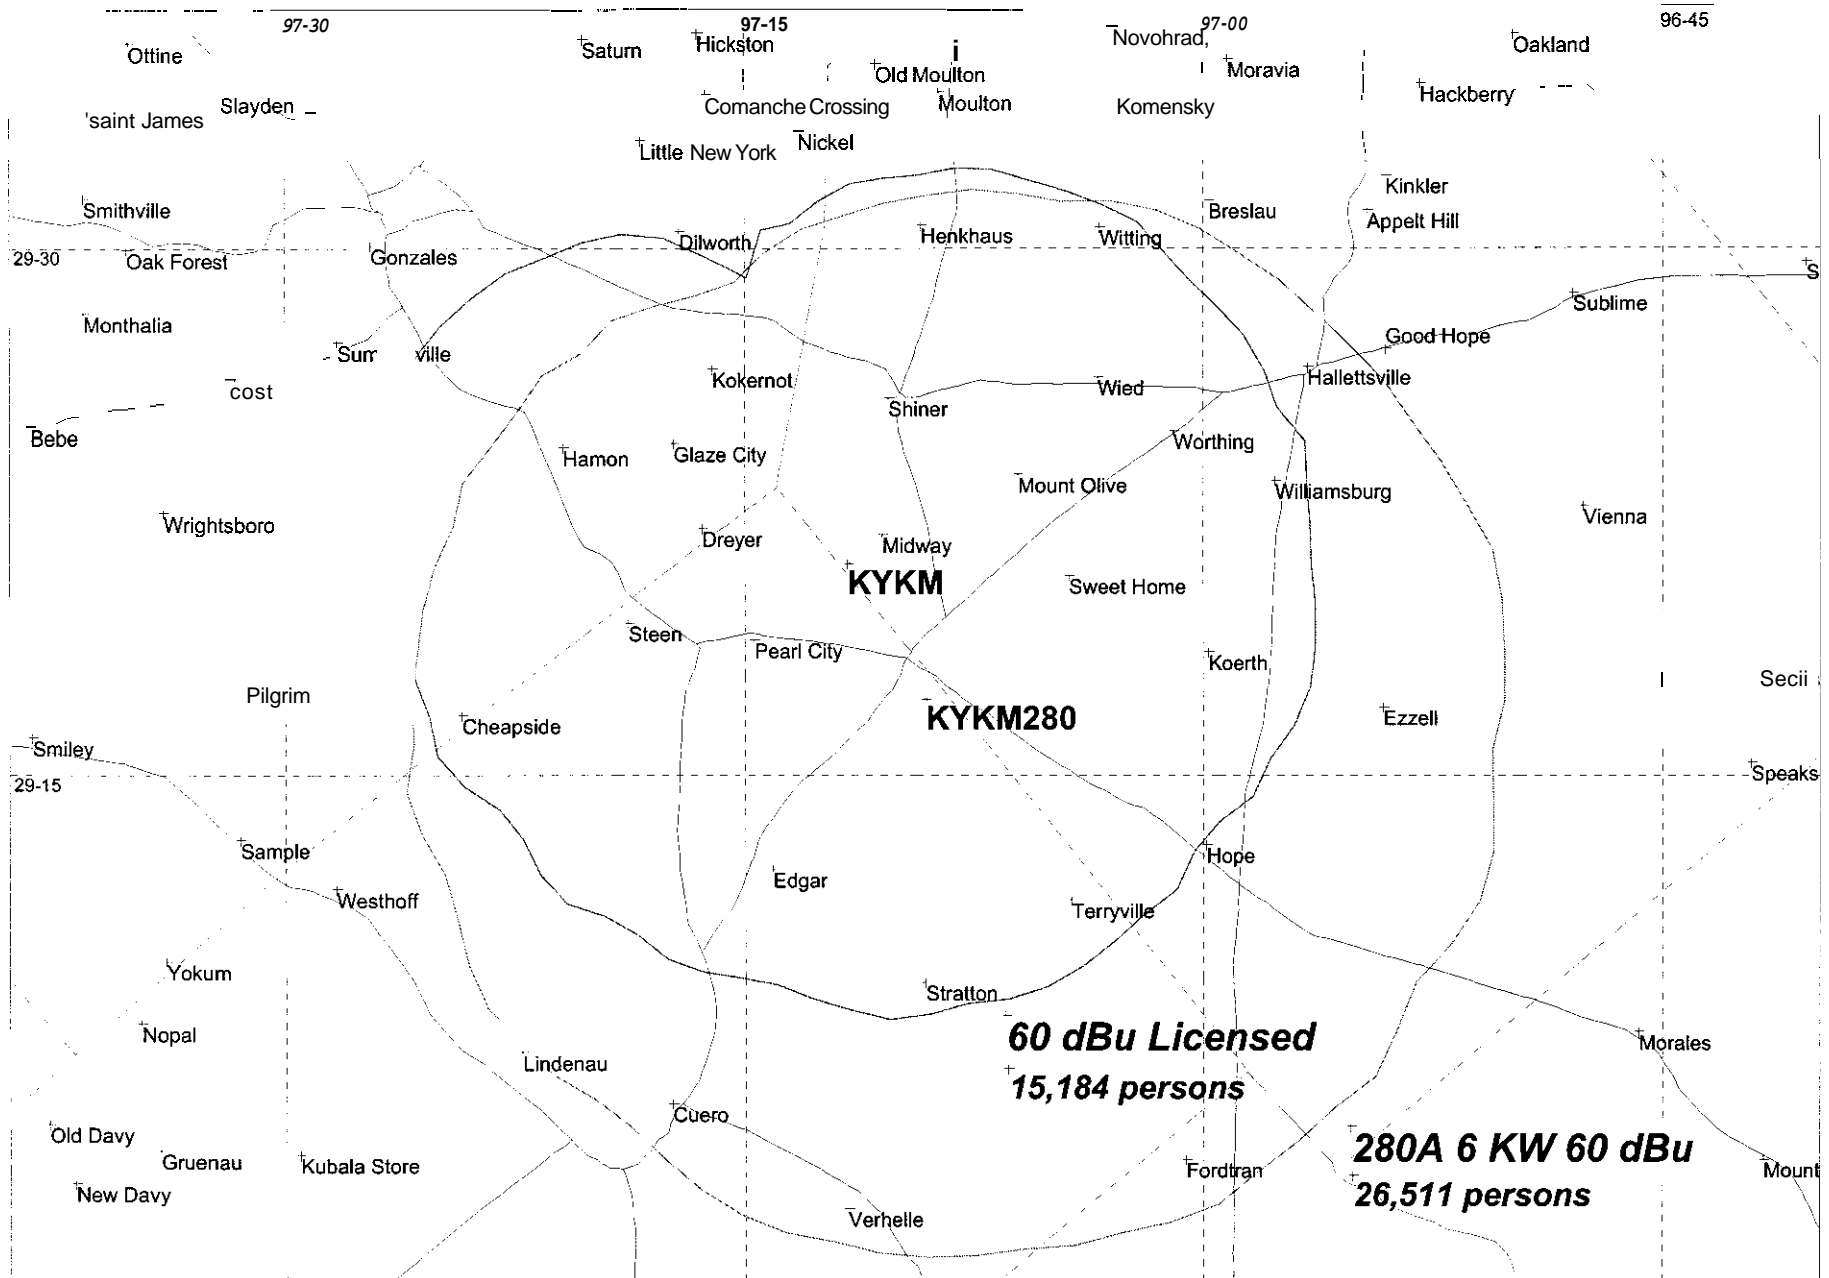 97-30
97-15
97-00
96-45
Ottine
Saturn
Hickston
i
Novohrad,
Oakland
Old Moulton
Moravia
Slayden
Comanche Crossing
Moulton
Komensky
Hackberry
'saint James
Little New York
Nickel
Kinkler
Smithville
Breslau
Appelt Hill
Dilworth
Henkhaus
Witting
29-30
Oak Forest
Gonzales
S
Sublime
Monthalia
Good Hope
Sum ville
Kokernot
Wied
Hallettsville
cost
Shiner
Bebe
Hamon
Glaze City
Worthing
Mount Olive
Williamsburg
Wrightsboro
Vienna
Dreyer
Midway
KYKM
Sweet Home
Steen
Pearl City
Koerth
Pilgrim
Secii
Cheapside
KYKM280
Ezzell
Smiley
29-15
Speaks
Sample
Hope
Edgar
Westhoff
Terryville
Yokum
Stratton
Nopal
60 dBu Licensed
Morales
Lindenau
15,184 persons
Cuero
Old Davy
280A 6 KW 60 dBu
Gruenau
Kubala Store
Fordtran
Mount
New Davy
26,511 persons
Verhelle